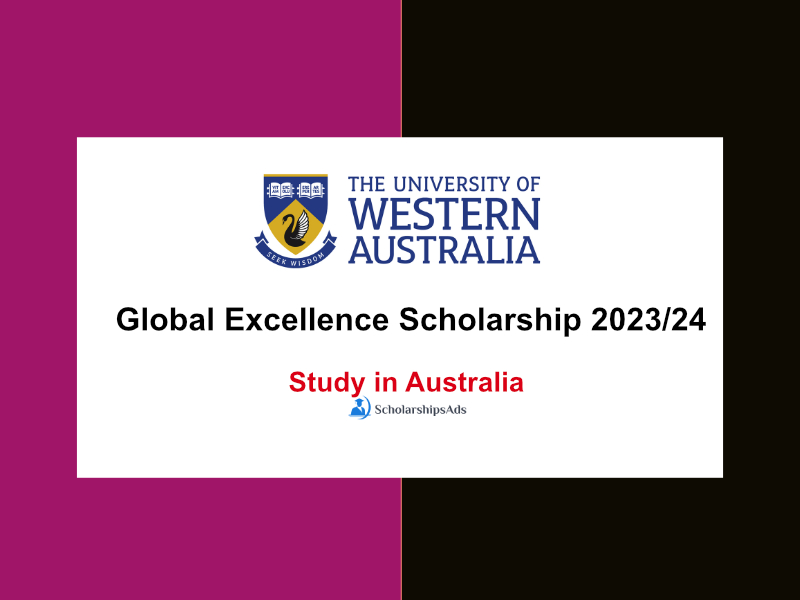 THE UNIVERSITY OF
WESTERN
AUSTRALIA
SEEK WISDOM
Global Excellence Scholarship 2023/24
Study in Australia
ScholarshipsAds